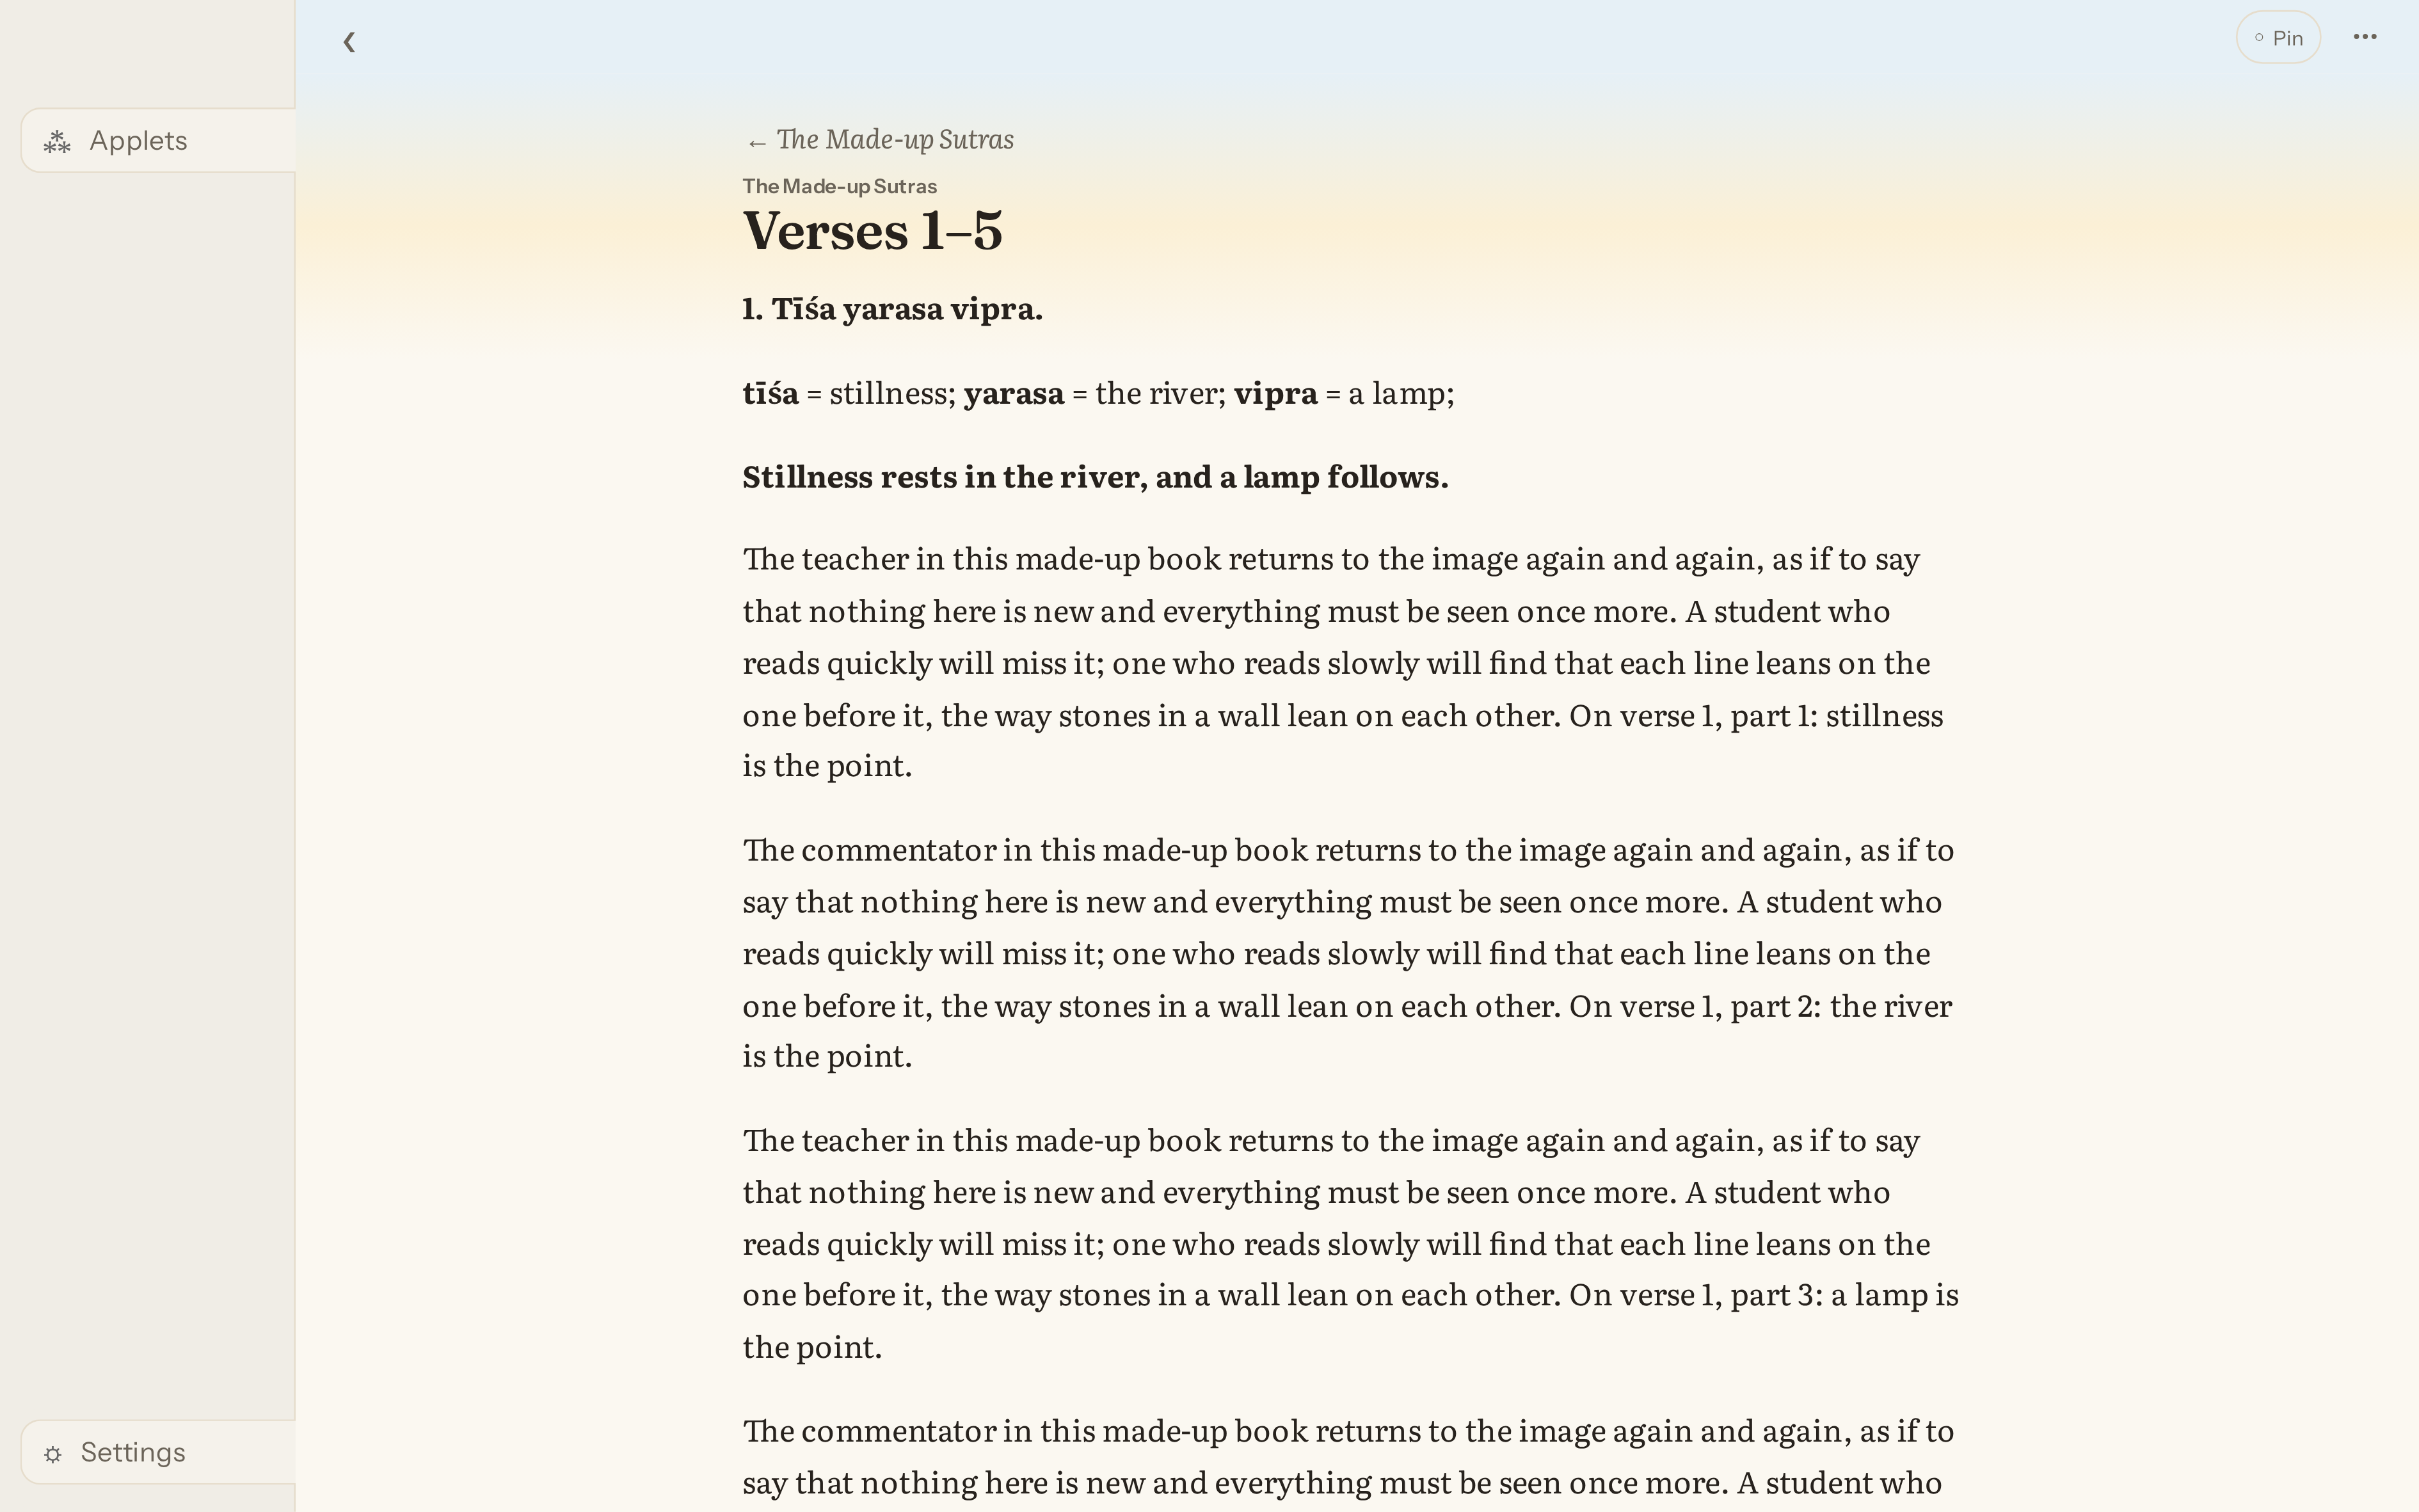 ❮
○ Pin
•••
⁂ Applets
← The Made-up Sutras
The Made-up Sutras
Verses 1–5
1. Tīśa yarasa vipra.
tīśa = stillness; yarasa = the river; vipra = a lamp;
Stillness rests in the river, and a lamp follows.
The teacher in this made-up book returns to the image again and again, as if to say
that nothing here is new and everything must be seen once more. A student who
reads quickly will miss it; one who reads slowly will find that each line leans on the
one before it, the way stones in a wall lean on each other. On verse 1, part 1: stillness
is the point.
The commentator in this made-up book returns to the image again and again, as if to
say that nothing here is new and everything must be seen once more. A student who
reads quickly will miss it; one who reads slowly will find that each line leans on the
one before it, the way stones in a wall lean on each other. On verse 1, part 2: the river
is the point.
The teacher in this made-up book returns to the image again and again, as if to say
that nothing here is new and everything must be seen once more. A student who
reads quickly will miss it; one who reads slowly will find that each line leans on the
one before it, the way stones in a wall lean on each other. On verse 1, part 3: a lamp is
the point.
The commentator in this made-up book returns to the image again and again, as if to
say that nothing here is new and everything must be seen once more. A student who
☼ Settings